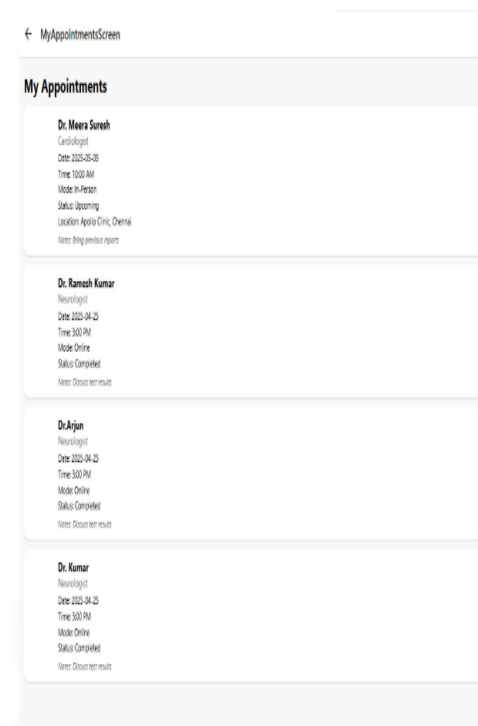 ← MyAppointmentsScreen
My Appointments
Dr. Meera Suresh
Cardiologist
Date: 2025-05-05
Time: 10:00 AM
Mode: In-Person
Status: Upcoming
Location: Apollo Clinic, Chennai
Notes: Bring previous reports
Dr. Ramesh Kumar
Neurologist
Date: 2025-04-25
Time: 3:00 PM
Mode: Online
Status: Completed
Notes: Discuss test results
Dr.Arjun
Neurologist
Date: 2025-04-25
Time: 3:00 PM
Mode: Online
Status: Completed
Notes: Discuss test results
Dr. Kumar
Neurologist
Date: 2025-04-25
Time: 3:00 PM
Mode: Online
Status: Completed
Notes: Discuss test results